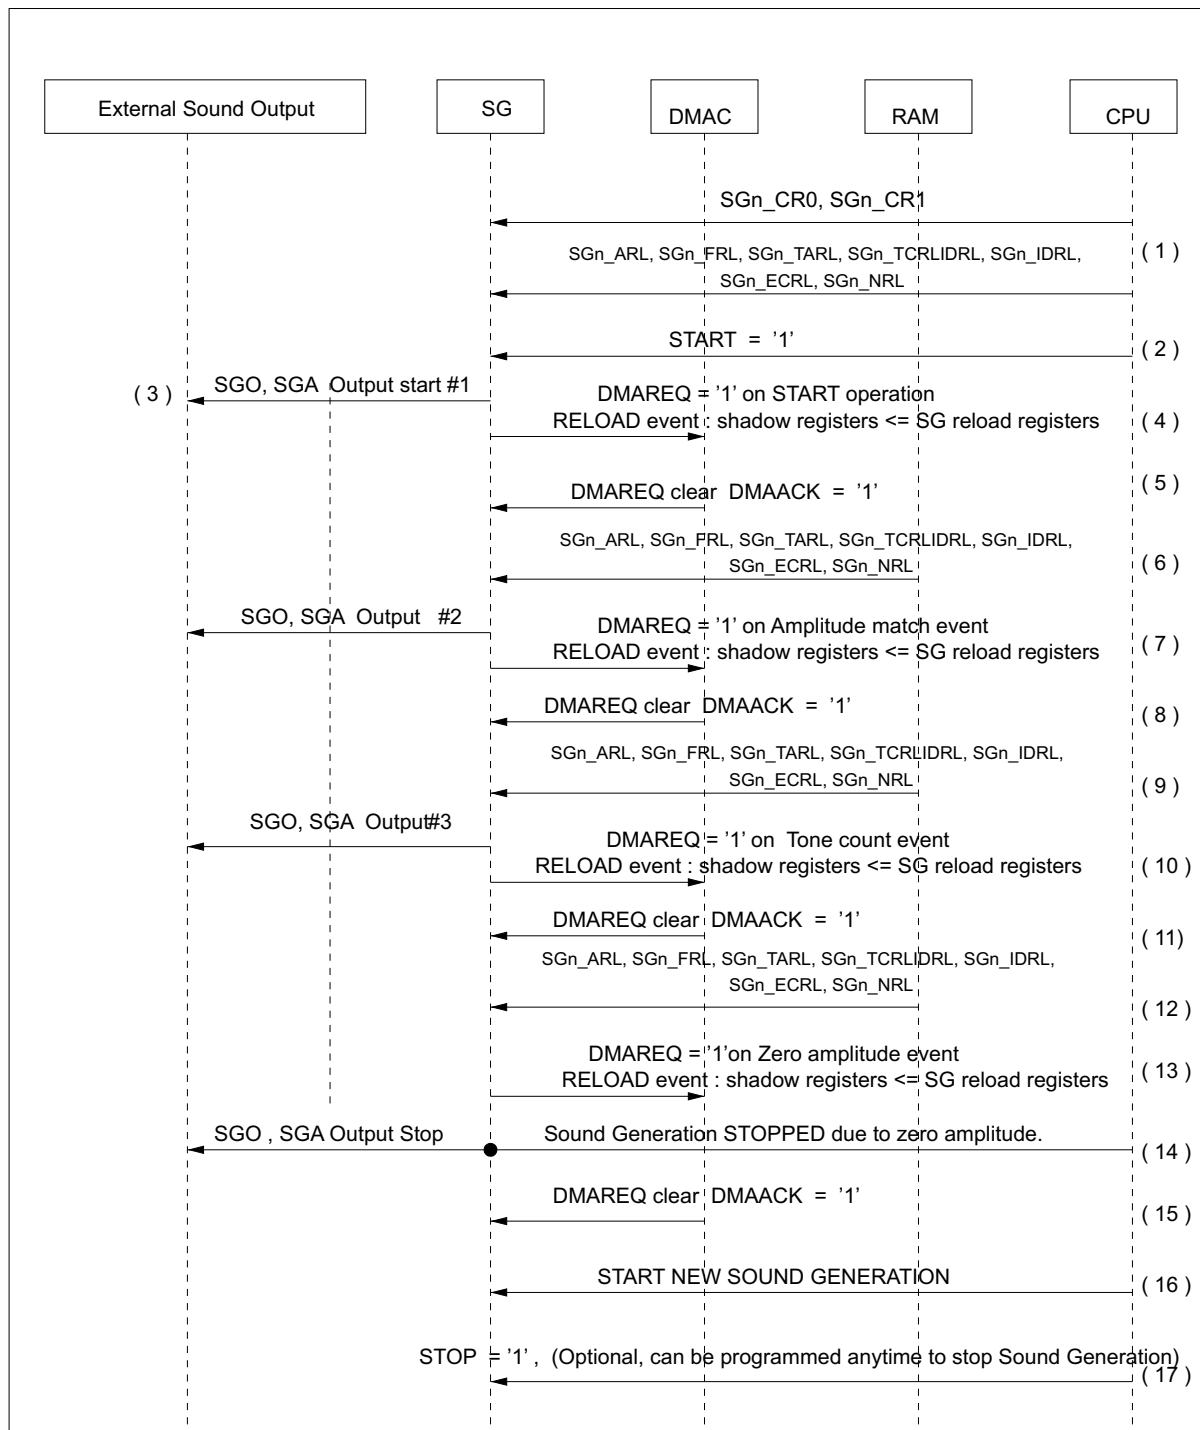 External Sound Output
SG
DMAC
RAM
CPU
SGn_CR0, SGn_CR1
SGn_ARL, SGn_FRL, SGn_TARL, SGn_TCRLIDRL, SGn_IDRL,
( 1 )
SGn_ECRL, SGn_NRL
START = '1'
( 2 )
( 3 )
SGO, SGA Output start #1
DMAREQ = '1' on START operation
RELOAD event : shadow registers <= SG reload registers
( 4 )
DMAREQ clear DMAACK = '1'
( 5 )
SGn_ARL, SGn_FRL, SGn_TARL, SGn_TCRLIDRL, SGn_IDRL,
SGn_ECRL, SGn_NRL
( 6 )
SGO, SGA Output #2
DMAREQ = '1' on Amplitude match event
RELOAD event : shadow registers <= SG reload registers
( 7 )
DMAREQ clear DMAACK = '1'
( 8 )
SGn_ARL, SGn_FRL, SGn_TARL, SGn_TCRLIDRL, SGn_IDRL,
SGn_ECRL, SGn_NRL
( 9 )
SGO, SGA Output#3
DMAREQ = '1' on Tone count event
RELOAD event : shadow registers <= SG reload registers
( 10 )
DMAREQ clear DMAACK = '1'
( 11)
SGn_ARL, SGn_FRL, SGn_TARL, SGn_TCRLIDRL, SGn_IDRL,
SGn_ECRL, SGn_NRL
( 12 )
DMAREQ = '1'on Zero amplitude event
RELOAD event : shadow registers <= SG reload registers
( 13 )
SGO , SGA Output Stop
Sound Generation STOPPED due to zero amplitude.
( 14 )
DMAREQ clear DMAACK = '1'
( 15 )
START NEW SOUND GENERATION
( 16 )
STOP = '1' , (Optional, can be programmed anytime to stop Sound Generation)
( 17 )